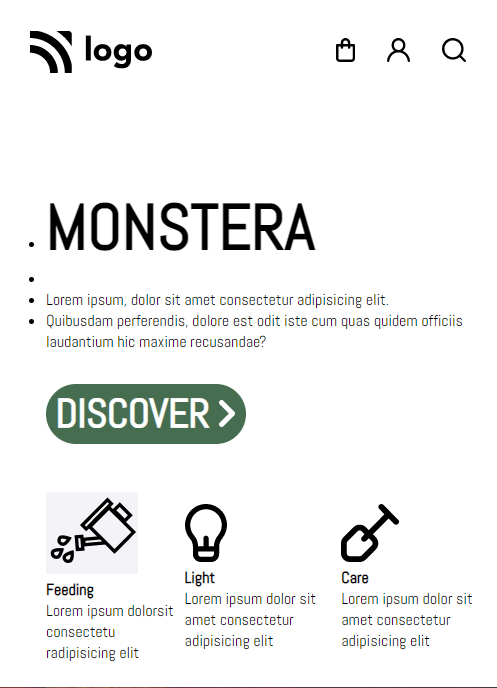 logo
MONSTERA
Lorem ipsum, dolor sit amet consectetur adipisicing elit.
Quibusdam perferendis, dolore est odit iste cum quas quidem officiis
laudantium hic maxime recusandae?
DISCOVER
Feeding
Lorem ipsum dolorsit
consectetu
radipisicing elit
Light
Lorem ipsum dolor sit
amet consectetur
adipisicing elit
Care
Lorem ipsum dolor sit
amet consectetur
adipisicing elit